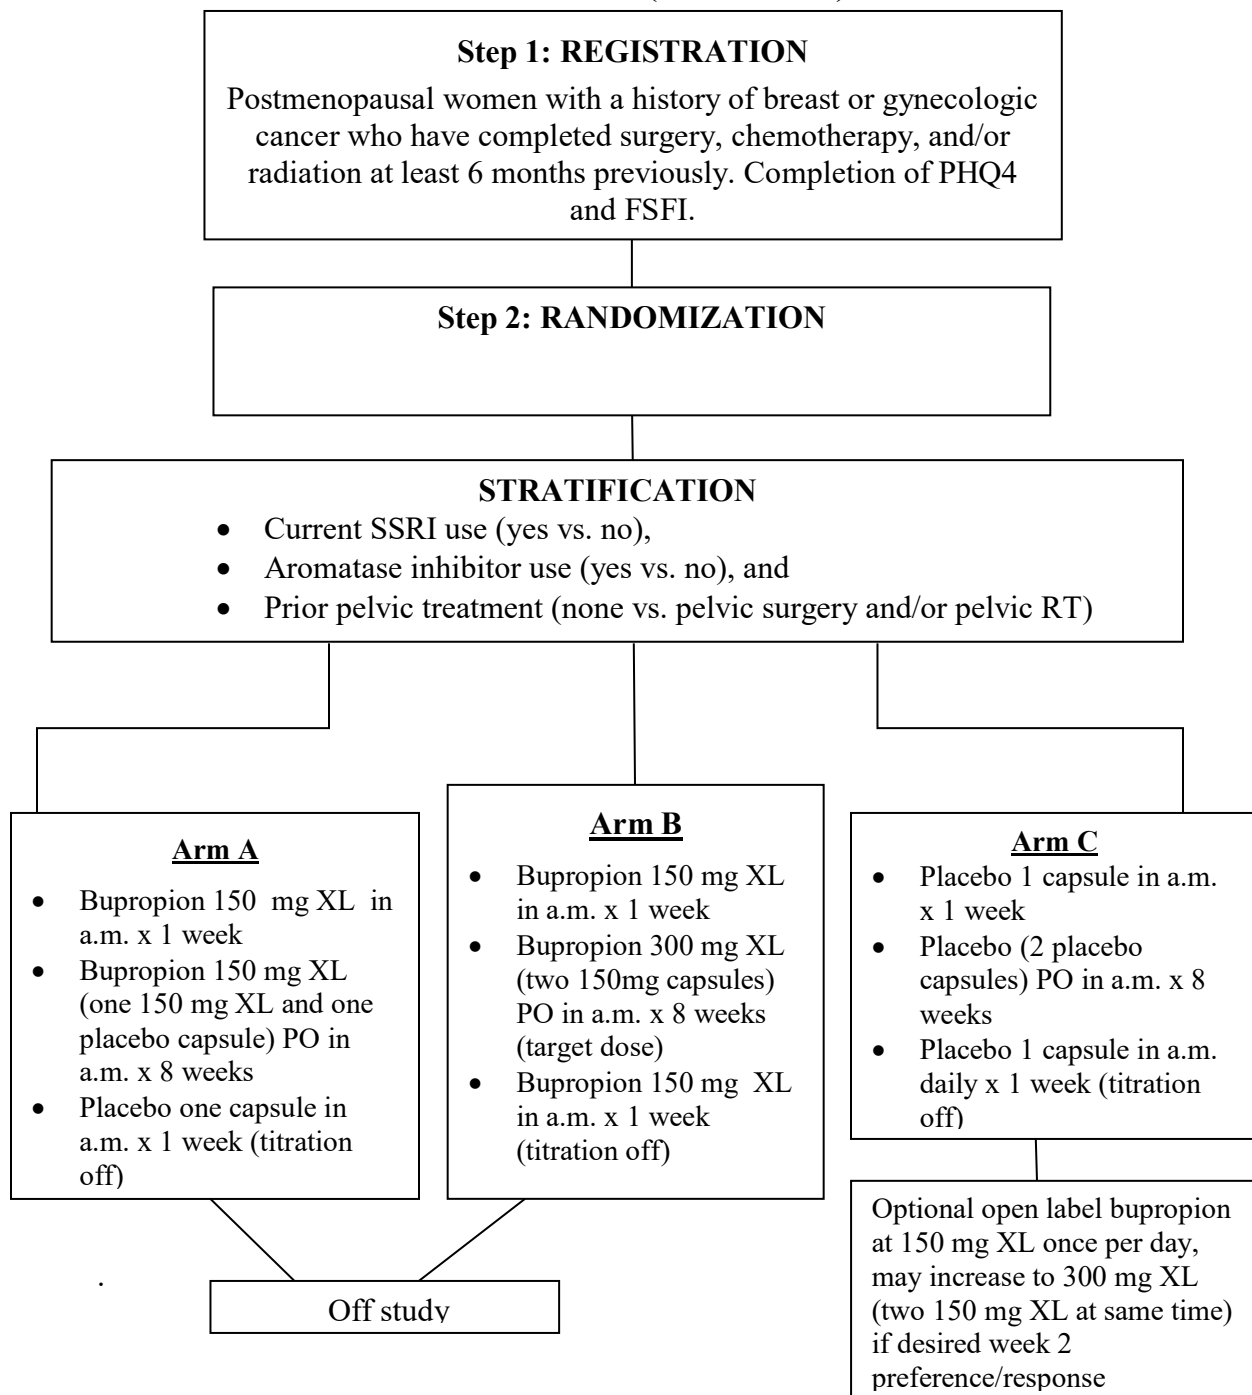 Step 1: REGISTRATION
Postmenopausal women with a history of breast or gynecologic
cancer who have completed surgery, chemotherapy, and/or
radiation at least 6 months previously. Completion of PHQ4
and FSFI.
Step 2: RANDOMIZATION
STRATIFICATION
• Current SSRI use (yes vs. no),
• Aromatase inhibitor use (yes vs. no), and
• Prior pelvic treatment (none vs. pelvic surgery and/or pelvic RT)
Arm A
• Bupropion 150 mg XL in
a.m. x 1 week
• Bupropion 150 mg XL
(one 150 mg XL and one
placebo capsule) PO in
a.m. x 8 weeks
• Placebo one capsule in
a.m. x 1 week (titration
off)
Arm B
• Bupropion 150 mg XL
in a.m. x 1 week
• Bupropion 300 mg XL
(two 150mg capsules)
PO in a.m. x 8 weeks
(target dose)
• Bupropion 150 mg XL
in a.m. x 1 week
(titration off)
Arm C
• Placebo 1 capsule in a.m.
x 1 week
• Placebo (2 placebo
capsules) PO in a.m. x 8
weeks
• Placebo 1 capsule in a.m.
daily x 1 week (titration
off)
Optional open label bupropion
at 150 mg XL once per day,
may increase to 300 mg XL
(two 150 mg XL at same time)
if desired week 2
preference/response
.
Off study